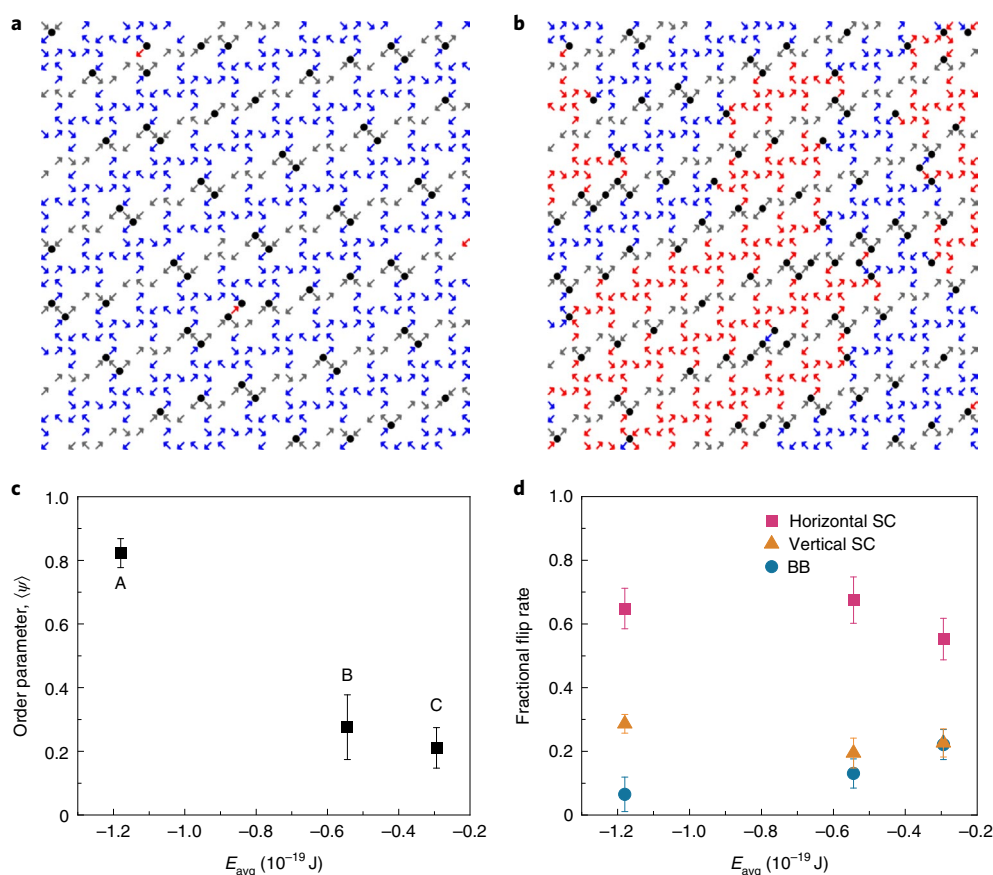 a
b
c
1.0
0.8
0.6
0.4
0.2
0
Order parameter, ⟨ψ⟩
A
B
C
−1.2 −1.0 −0.8 −0.6 −0.4 −0.2
E_avg (10⁻¹⁹ J)
d
1.0
0.8
0.6
0.4
0.2
0
Fractional flip rate
Horizontal SC
Vertical SC
BB
−1.2 −1.0 −0.8 −0.6 −0.4 −0.2
E_avg (10⁻¹⁹ J)